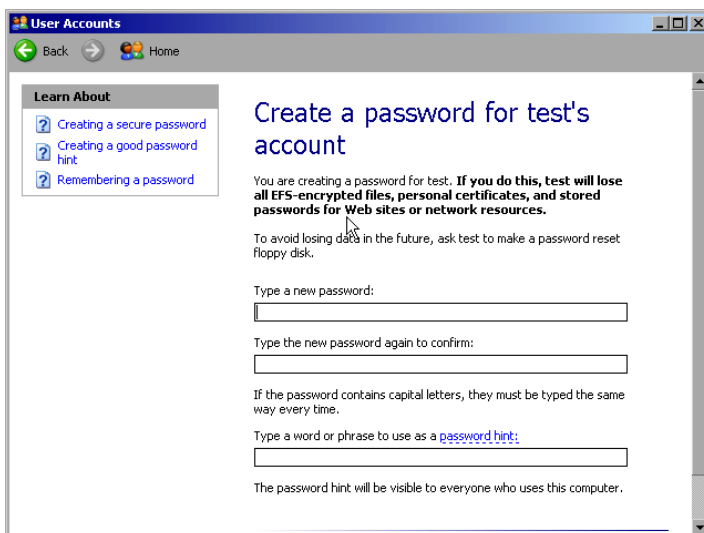 User Accounts
Back Home
Learn About
Creating a secure password
Creating a good password
hint
Remembering a password
Create a password for test's
account
You are creating a password for test. If you do this, test will lose
all EFS-encrypted files, personal certificates, and stored
passwords for Web sites or network resources.
To avoid losing data in the future, ask test to make a password reset
floppy disk.
Type a new password:
Type the new password again to confirm:
If the password contains capital letters, they must be typed the same
way every time.
Type a word or phrase to use as a password hint:
The password hint will be visible to everyone who uses this computer.